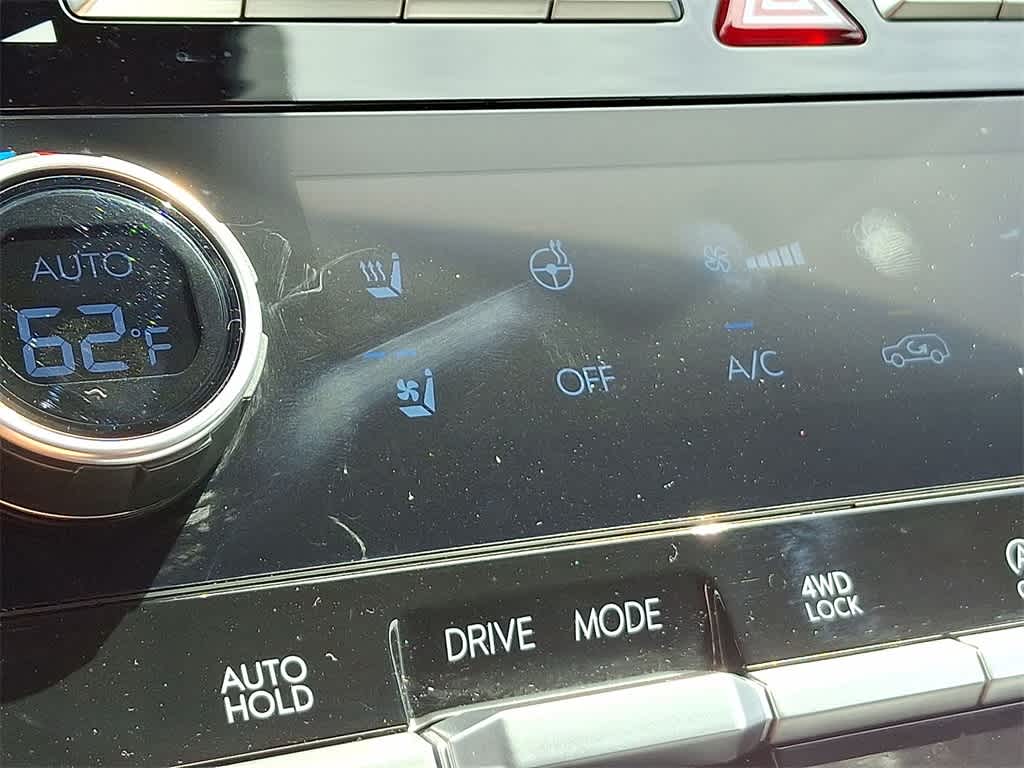 AUTO
62°F
OFF
A/C
AUTO
HOLD
DRIVE MODE
4WD
LOCK